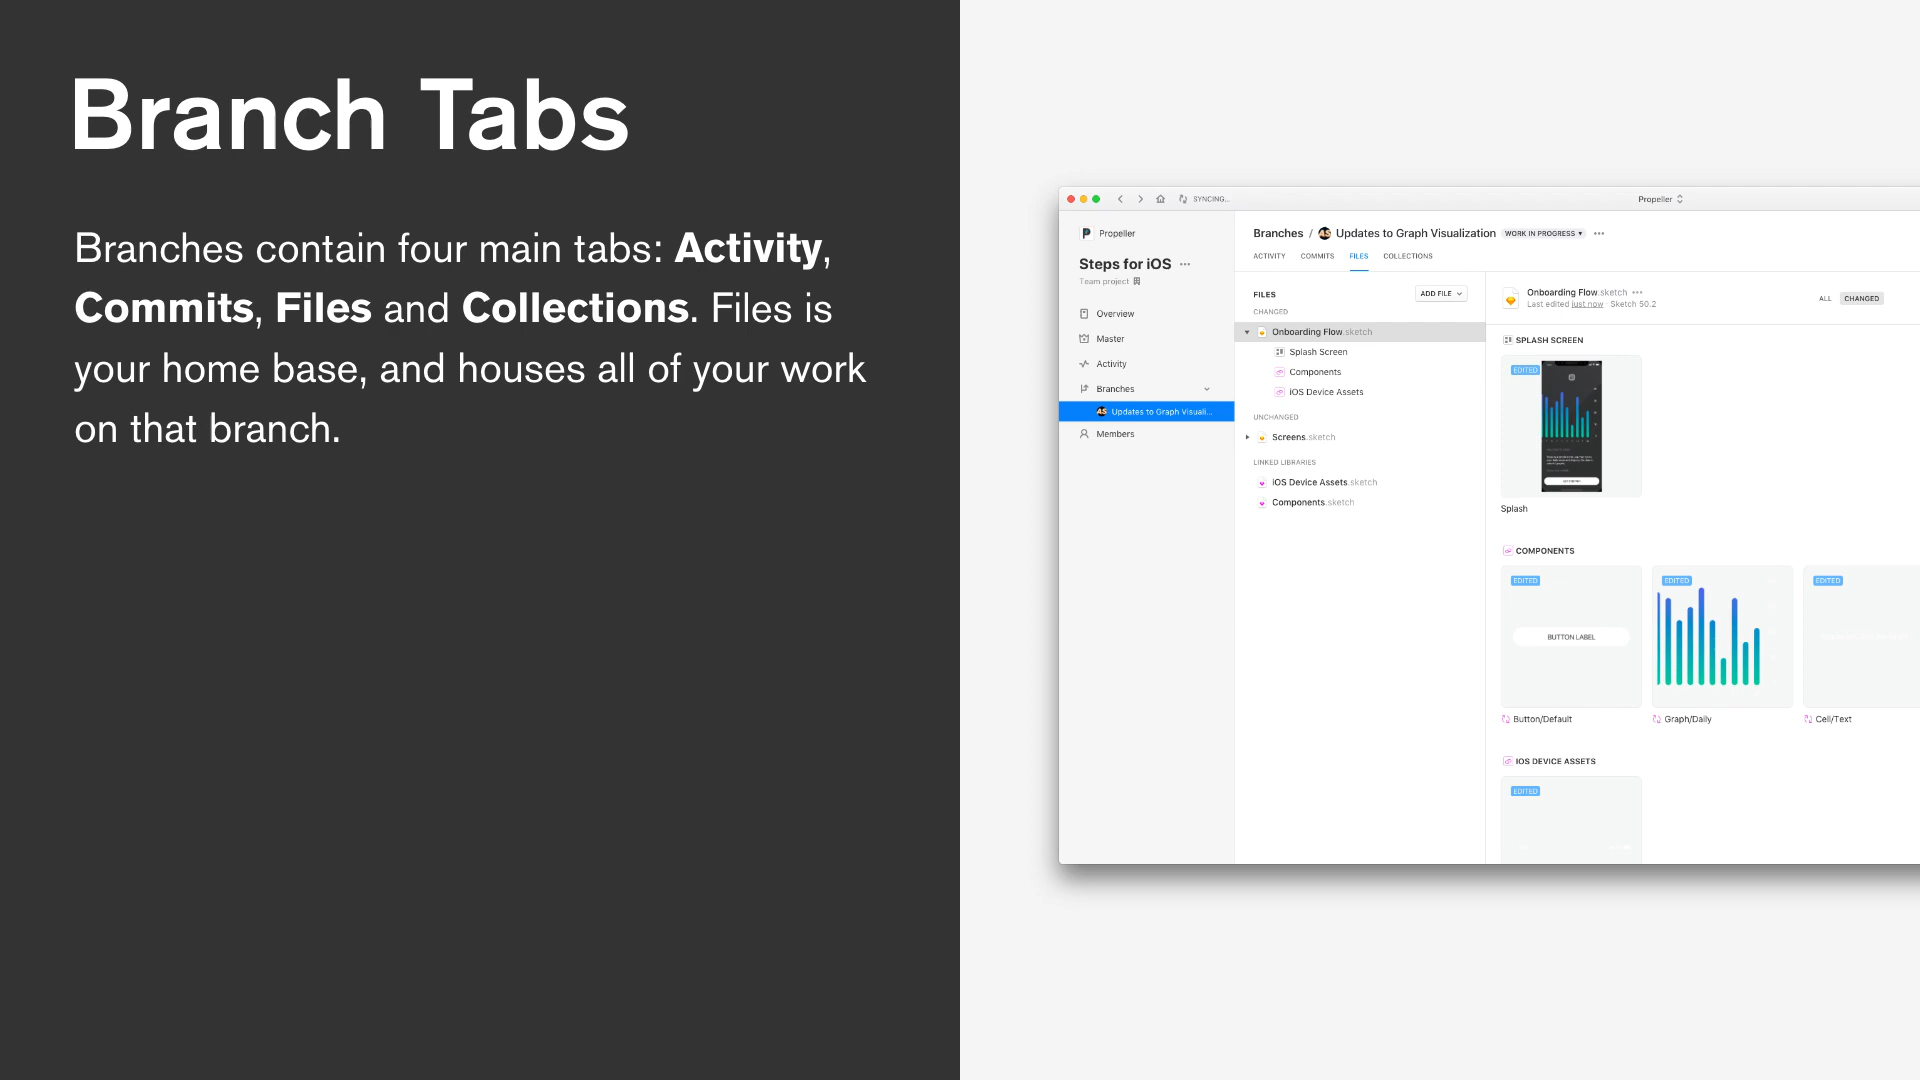 Branch Tabs
Branches contain four main tabs: Activity,
Commits, Files and Collections. Files is
your home base, and houses all of your work
on that branch.
SYNCING...
Propeller
Propeller
Steps for iOS
Team project
Overview
Master
Activity
Branches
Updates to Graph Visuali...
Members
Branches / Updates to Graph Visualization WORK IN PROGRESS
ACTIVITY COMMITS FILES COLLECTIONS
FILES
ADD FILE
CHANGED
Onboarding Flow.sketch
Splash Screen
Components
iOS Device Assets
UNCHANGED
Screens.sketch
LINKED LIBRARIES
iOS Device Assets.sketch
Components.sketch
Onboarding Flow.sketch
Last edited just now · Sketch 50.2
ALL CHANGED
SPLASH SCREEN
EDITED
Splash
COMPONENTS
EDITED EDITED EDITED
BUTTON LABEL
Button/Default Graph/Daily Cell/Text
IOS DEVICE ASSETS
EDITED